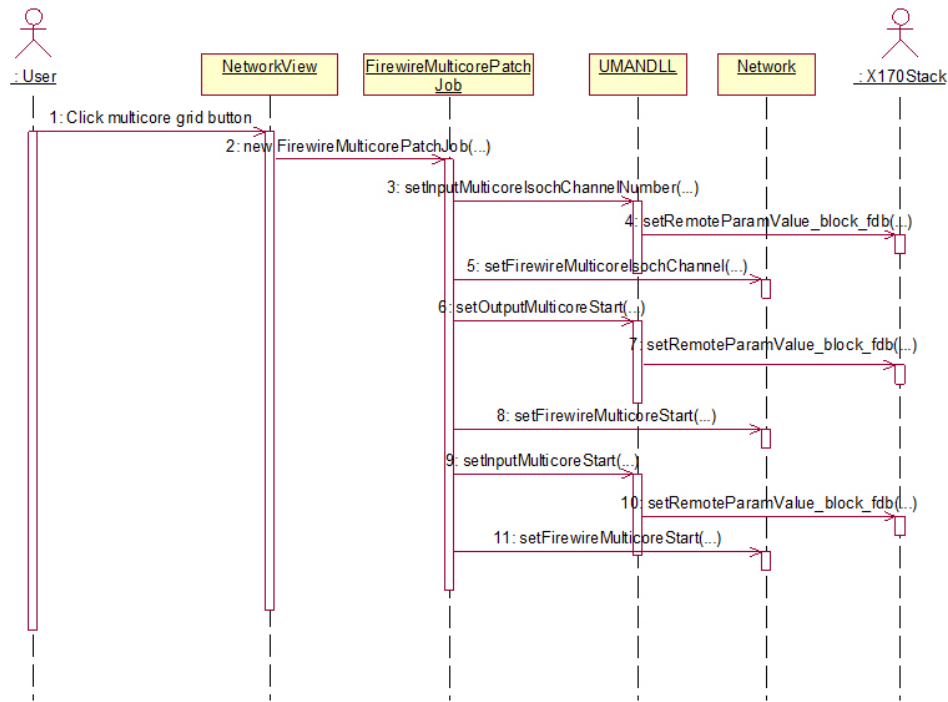 : User
NetworkView
FirewireMulticorePatch
Job
UMANDLL
Network
: X170Stack
1: Click multicore grid button
2: new FirewireMulticorePatchJob(...)
3: setInputMulticoreIsochChannelNumber(...)
4: setRemoteParamValue_block_fdb(...)
5: setFirewireMulticoreIsochChannel(...)
6: setOutputMulticoreStart(...)
7: setRemoteParamValue_block_fdb(...)
8: setFirewireMulticoreStart(...)
9: setInputMulticoreStart(...)
10: setRemoteParamValue_block_fdb(...)
11: setFirewireMulticoreStart(...)